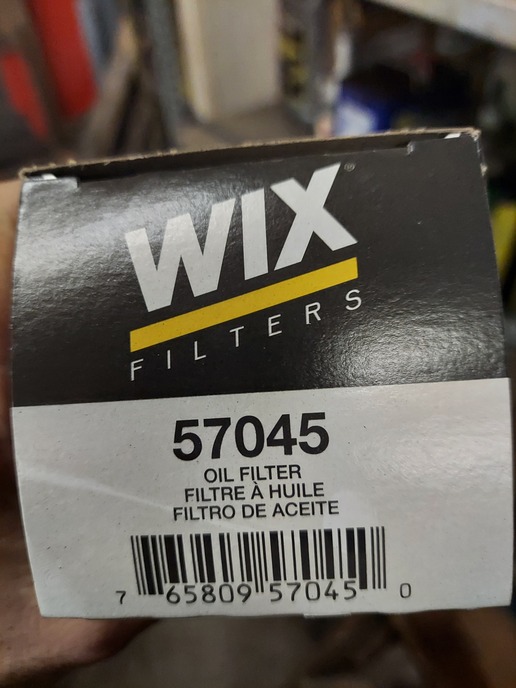 WIX®
FILTERS
57045
OIL FILTER
FILTRE À HUILE
FILTRO DE ACEITE
7 65809 57045 0